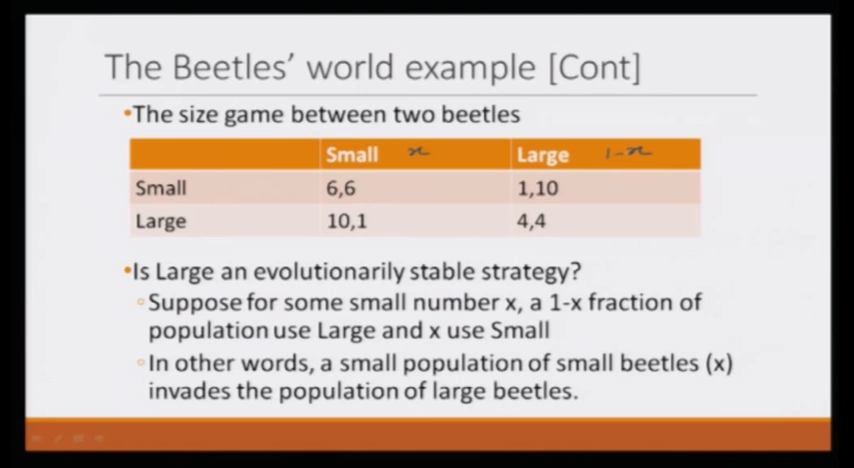 The Beetles' world example [Cont]
•The size game between two beetles
Small x Large 1-x
Small 6,6 1,10
Large 10,1 4,4
•Is Large an evolutionarily stable strategy?
◦Suppose for some small number x, a 1-x fraction of
population use Large and x use Small
◦In other words, a small population of small beetles (x)
invades the population of large beetles.